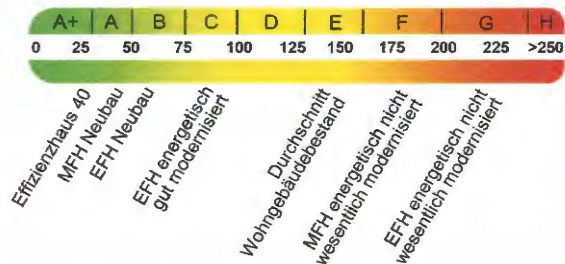 A+ A B C D E F G H
0 25 50 75 100 125 150 175 200 225 >250
Effizienzhaus 40
MFH Neubau
EFH Neubau
EFH energetisch
gut modernisiert
Durchschnitt
Wohngebäudebestand
MFH energetisch nicht
wesentlich modernisiert
EFH energetisch nicht
wesentlich modernisiert